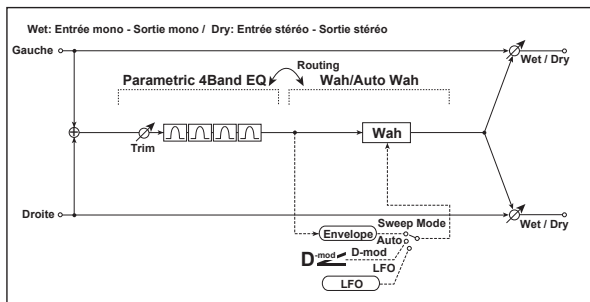 Wet: Entrée mono - Sortie mono / Dry: Entrée stéréo - Sortie stéréo
Gauche
Wet / Dry
Routing
Parametric 4Band EQ
Wah/Auto Wah
Trim
Wah
Droite
Wet / Dry
Sweep Mode
Envelope
Auto
D-mod
D-mod
LFO
LFO